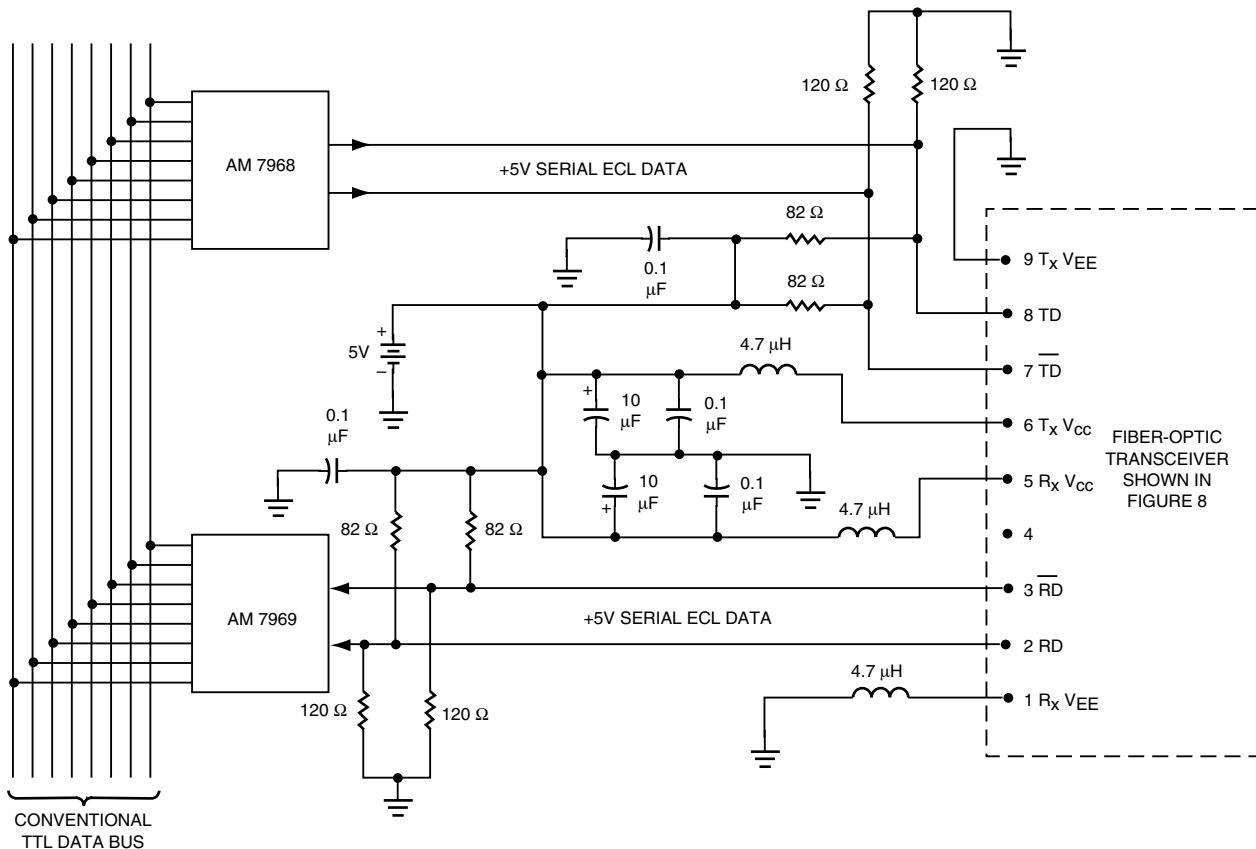 120 Ω
120 Ω
AM 7968
+5V SERIAL ECL DATA
82 Ω
0.1
µF
82 Ω
9 Tx VEE
8 TD
+
5V
–
4.7 µH
7 TD
0.1
µF
+
10
µF
0.1
µF
6 Tx Vcc
FIBER-OPTIC
TRANSCEIVER
SHOWN IN
FIGURE 8
10
µF
+
0.1
µF
5 Rx Vcc
82 Ω
82 Ω
4.7 µH
4
AM 7969
3 RD
+5V SERIAL ECL DATA
2 RD
4.7 µH
120 Ω
120 Ω
1 Rx VEE
CONVENTIONAL
TTL DATA BUS